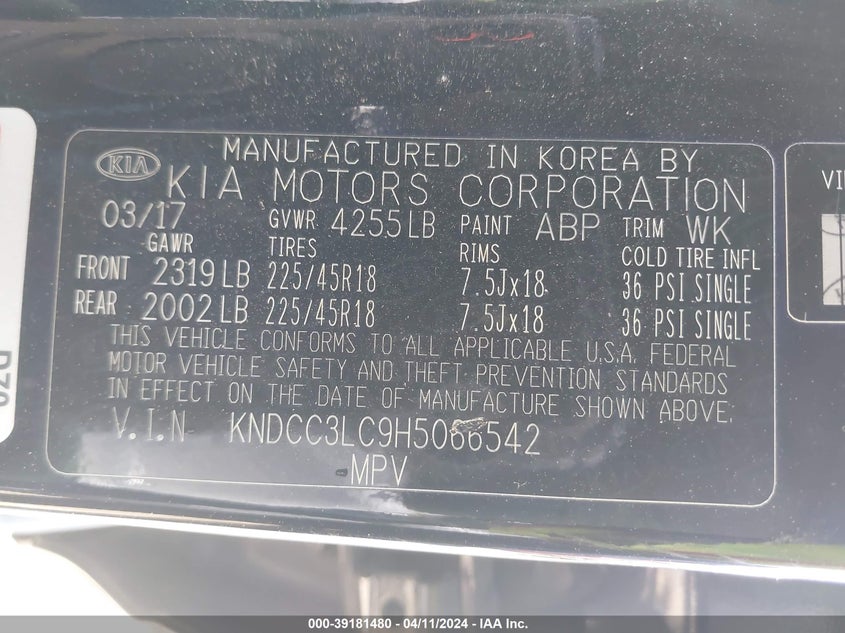 MANUFACTURED IN KOREA BY
KIA KIA MOTORS CORPORATION
03/17 GVWR 4255LB PAINT ABP TRIM WK
GAWR TIRES RIMS COLD TIRE INFL
FRONT 2319LB 225/45R18 7.5Jx18 36 PSI SINGLE
REAR 2002LB 225/45R18 7.5Jx18 36 PSI SINGLE
THIS VEHICLE CONFORMS TO ALL APPLICABLE U.S.A. FEDERAL
MOTOR VEHICLE SAFETY AND THEFT PREVENTION STANDARDS
IN EFFECT ON THE DATE OF MANUFACTURE SHOWN ABOVE.
V.I.N KNDCC3LC9H5066542
MPV
000-39181480 - 04/11/2024 - IAA Inc.